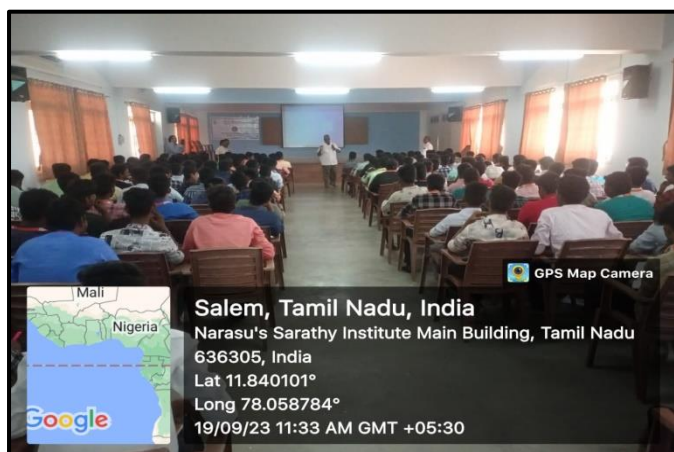 GPS Map Camera
Mali
Nigeria
Google
Salem, Tamil Nadu, India
Narasu's Sarathy Institute Main Building, Tamil Nadu
636305, India
Lat 11.840101°
Long 78.058784°
19/09/23 11:33 AM GMT +05:30